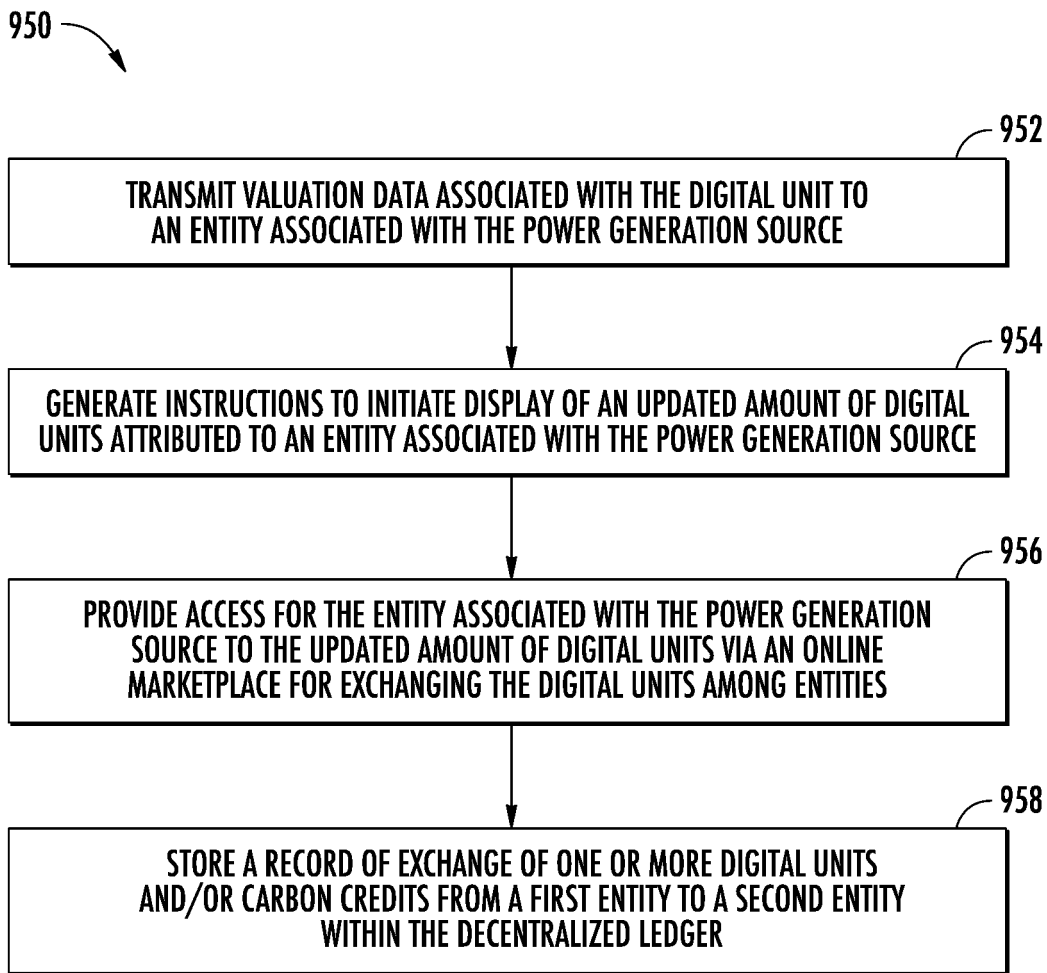 950
952
TRANSMIT VALUATION DATA ASSOCIATED WITH THE DIGITAL UNIT TO
AN ENTITY ASSOCIATED WITH THE POWER GENERATION SOURCE
954
GENERATE INSTRUCTIONS TO INITIATE DISPLAY OF AN UPDATED AMOUNT OF DIGITAL
UNITS ATTRIBUTED TO AN ENTITY ASSOCIATED WITH THE POWER GENERATION SOURCE
956
PROVIDE ACCESS FOR THE ENTITY ASSOCIATED WITH THE POWER GENERATION
SOURCE TO THE UPDATED AMOUNT OF DIGITAL UNITS VIA AN ONLINE
MARKETPLACE FOR EXCHANGING THE DIGITAL UNITS AMONG ENTITIES
958
STORE A RECORD OF EXCHANGE OF ONE OR MORE DIGITAL UNITS
AND/OR CARBON CREDITS FROM A FIRST ENTITY TO A SECOND ENTITY
WITHIN THE DECENTRALIZED LEDGER